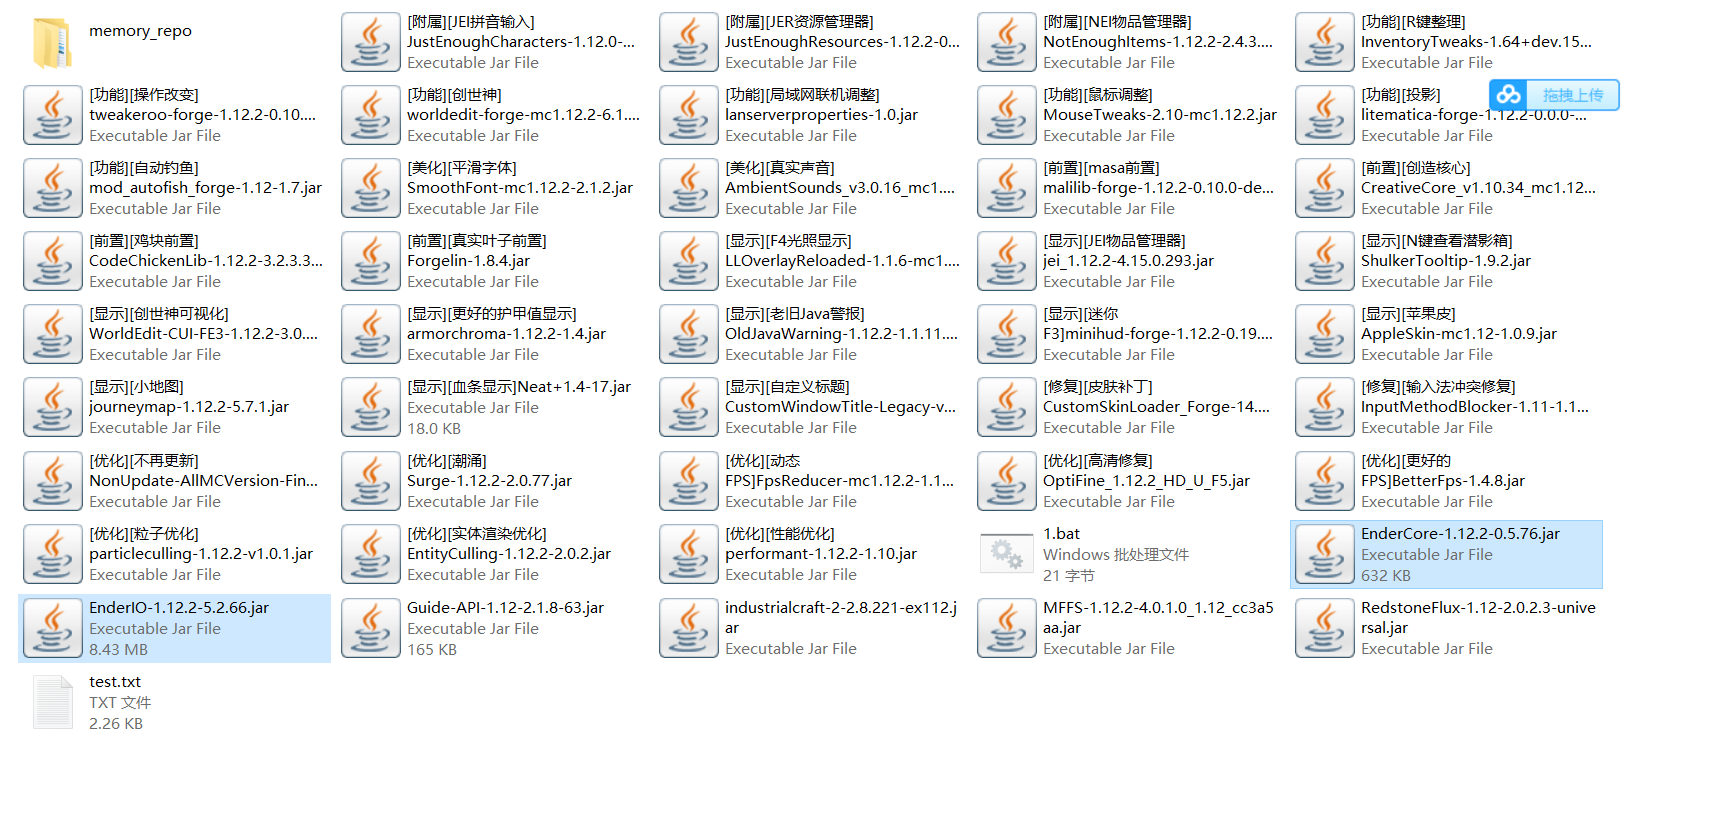 memory_repo
[附属][JEI拼音输入]
JustEnoughCharacters-1.12.0-...
Executable Jar File
[附属][JER资源管理器]
JustEnoughResources-1.12.2-0...
Executable Jar File
[附属][NEI物品管理器]
NotEnoughItems-1.12.2-2.4.3....
Executable Jar File
[功能][R键整理]
InventoryTweaks-1.64+dev.15...
Executable Jar File
[功能][操作改变]
tweakeroo-forge-1.12.2-0.10....
Executable Jar File
[功能][创世神]
worldedit-forge-mc1.12.2-6.1....
Executable Jar File
[功能][局域网联机调整]
lanserverproperties-1.0.jar
Executable Jar File
[功能][鼠标调整]
MouseTweaks-2.10-mc1.12.2.jar
Executable Jar File
[功能][投影]
litematica-forge-1.12.2-0.0.0-...
Executable Jar File
拖拽上传
[功能][自动钓鱼]
mod_autofish_forge-1.12-1.7.jar
Executable Jar File
[美化][平滑字体]
SmoothFont-mc1.12.2-2.1.2.jar
Executable Jar File
[美化][真实声音]
AmbientSounds_v3.0.16_mc1....
Executable Jar File
[前置][masa前置]
malilib-forge-1.12.2-0.10.0-de...
Executable Jar File
[前置][创造核心]
CreativeCore_v1.10.34_mc1.12...
Executable Jar File
[前置][鸡块前置]
CodeChickenLib-1.12.2-3.2.3.3...
Executable Jar File
[前置][真实叶子前置]
Forgelin-1.8.4.jar
Executable Jar File
[显示][F4光照显示]
LLOverlayReloaded-1.1.6-mc1....
Executable Jar File
[显示][JEI物品管理器]
jei_1.12.2-4.15.0.293.jar
Executable Jar File
[显示][N键查看潜影箱]
ShulkerTooltip-1.9.2.jar
Executable Jar File
[显示][创世神可视化]
WorldEdit-CUI-FE3-1.12.2-3.0....
Executable Jar File
[显示][更好的护甲值显示]
armorchroma-1.12.2-1.4.jar
Executable Jar File
[显示][老旧Java警报]
OldJavaWarning-1.12.2-1.1.11....
Executable Jar File
[显示][迷你
F3]minihud-forge-1.12.2-0.19....
Executable Jar File
[显示][苹果皮]
AppleSkin-mc1.12-1.0.9.jar
Executable Jar File
[显示][小地图]
journeymap-1.12.2-5.7.1.jar
Executable Jar File
[显示][血条显示]Neat+1.4-17.jar
Executable Jar File
18.0 KB
[显示][自定义标题]
CustomWindowTitle-Legacy-v...
Executable Jar File
[修复][皮肤补丁]
CustomSkinLoader_Forge-14....
Executable Jar File
[修复][输入法冲突修复]
InputMethodBlocker-1.11-1.1...
Executable Jar File
[优化][不再更新]
NonUpdate-AllMCVersion-Fin...
Executable Jar File
[优化][潮涌]
Surge-1.12.2-2.0.77.jar
Executable Jar File
[优化][动态
FPS]FpsReducer-mc1.12.2-1.1...
Executable Jar File
[优化][高清修复]
OptiFine_1.12.2_HD_U_F5.jar
Executable Jar File
[优化][更好的
FPS]BetterFps-1.4.8.jar
Executable Jar File
[优化][粒子优化]
particleculling-1.12.2-v1.0.1.jar
Executable Jar File
[优化][实体渲染优化]
EntityCulling-1.12.2-2.0.2.jar
Executable Jar File
[优化][性能优化]
performant-1.12.2-1.10.jar
Executable Jar File
1.bat
Windows 批处理文件
21 字节
EnderCore-1.12.2-0.5.76.jar
Executable Jar File
632 KB
EnderIO-1.12.2-5.2.66.jar
Executable Jar File
8.43 MB
Guide-API-1.12-2.1.8-63.jar
Executable Jar File
165 KB
industrialcraft-2-2.8.221-ex112.j
ar
Executable Jar File
MFFS-1.12.2-4.0.1.0_1.12_cc3a5
aa.jar
Executable Jar File
RedstoneFlux-1.12-2.0.2.3-unive
rsal.jar
Executable Jar File
test.txt
TXT 文件
2.26 KB